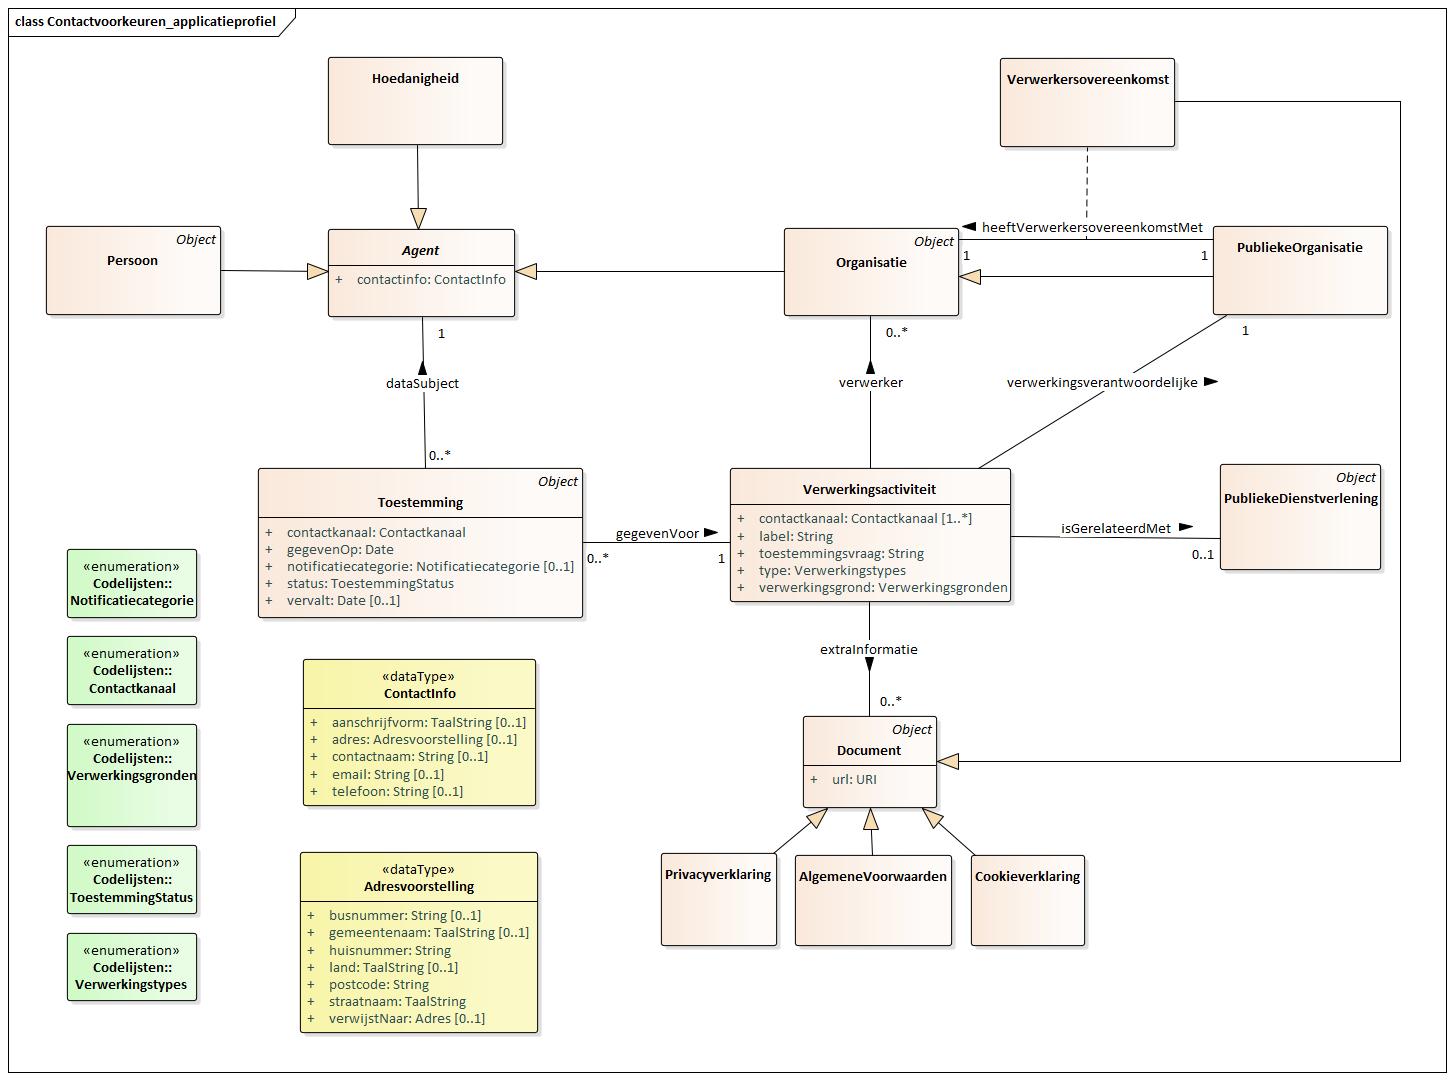 class Contactvoorkeuren_applicatieprofiel
Hoedanigheid
Verwerkersovereenkomst
Object
Persoon
Agent
+ contactinfo: ContactInfo
Object
Organisatie
heeftVerwerkersovereenkomstMet
1
1
PubliekeOrganisatie
1
dataSubject
0..*
0..*
verwerker
1
verwerkingsverantwoordelijke
Object
Toestemming
+ contactkanaal: Contactkanaal
+ gegevenOp: Date
+ notificatiecategorie: Notificatiecategorie [0..1]
+ status: ToestemmingStatus
+ vervalt: Date [0..1]
gegevenVoor
0..*
1
Verwerkingsactiviteit
+ contactkanaal: Contactkanaal [1..*]
+ label: String
+ toestemmingsvraag: String
+ type: Verwerkingstypes
+ verwerkingsgrond: Verwerkingsgronden
isGerelateerdMet
0..1
Object
PubliekeDienstverlening
extraInformatie
0..*
Object
Document
+ url: URI
Privacyverklaring
AlgemeneVoorwaarden
Cookieverklaring
«enumeration»
Codelijsten::
Notificatiecategorie
«enumeration»
Codelijsten::
Contactkanaal
«enumeration»
Codelijsten::
Verwerkingsgronden
«enumeration»
Codelijsten::
ToestemmingStatus
«enumeration»
Codelijsten::
Verwerkingstypes
«dataType»
ContactInfo
+ aanschrijfvorm: TaalString [0..1]
+ adres: Adresvoorstelling [0..1]
+ contactnaam: String [0..1]
+ email: String [0..1]
+ telefoon: String [0..1]
«dataType»
Adresvoorstelling
+ busnummer: String [0..1]
+ gemeentenaam: TaalString [0..1]
+ huisnummer: String
+ land: TaalString [0..1]
+ postcode: String
+ straatnaam: TaalString
+ verwijstNaar: Adres [0..1]